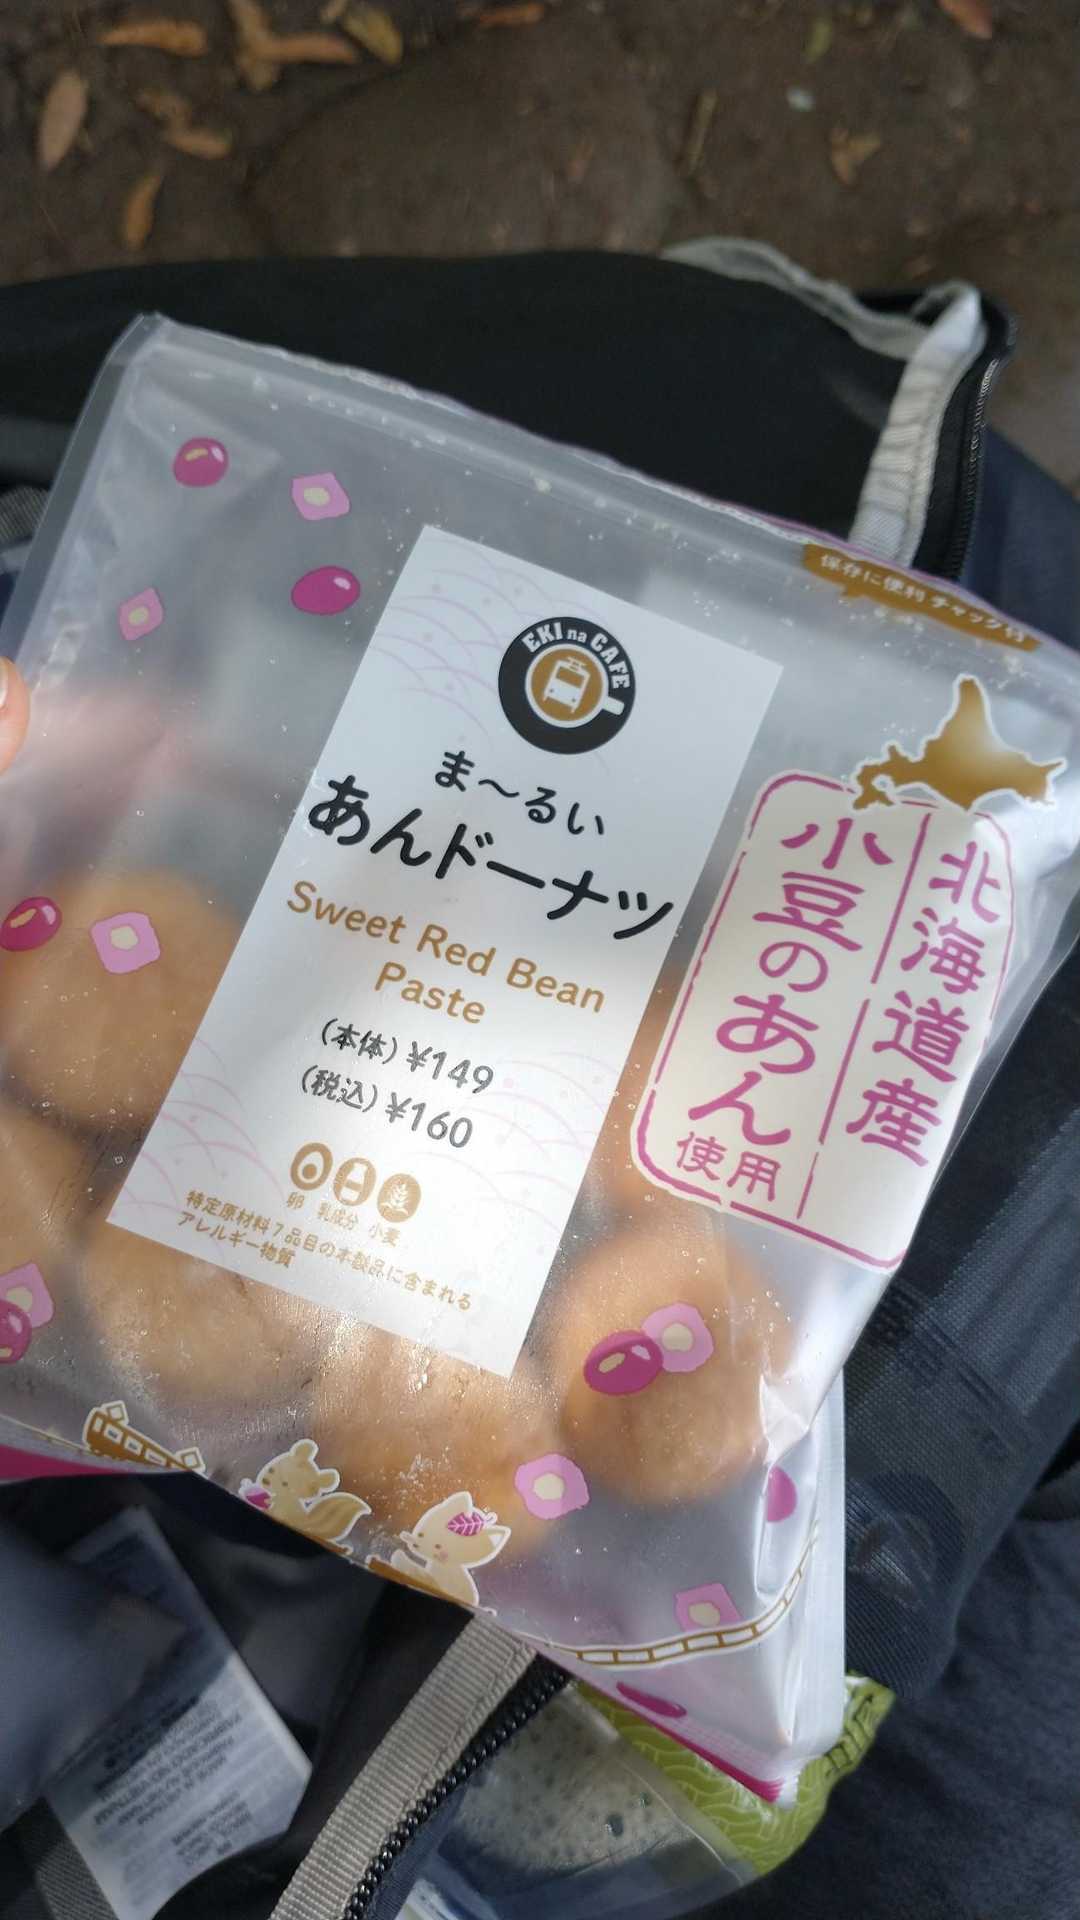 保存に便利 チャック付
EKI na CAFE
ま〜るい
あんドーナツ
Sweet Red Bean
Paste
(本体) ¥149
(税込) ¥160
卵 乳成分 小麦
特定原材料7品目の本製品に含まれる
アレルギー物質
北海道産
小豆のあん
使用